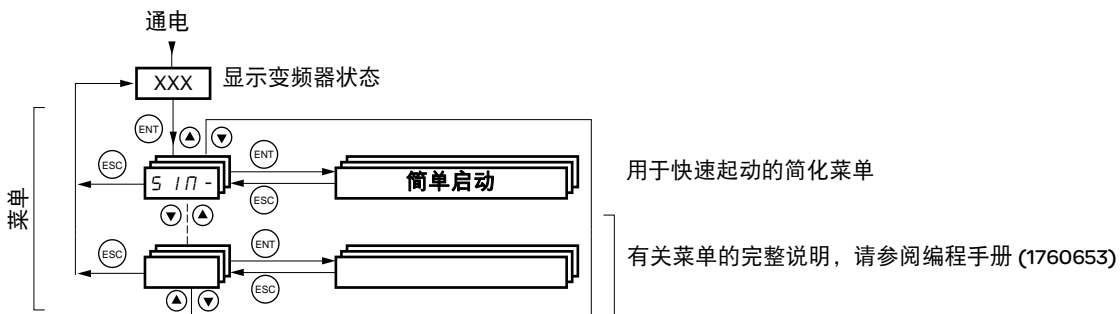 通电
XXX 显示变频器状态
ENT
ESC ENT
SIM- 简单启动 用于快速起动的简化菜单
ESC
菜单
ESC ENT
有关菜单的完整说明，请参阅编程手册 (1760653)
ESC